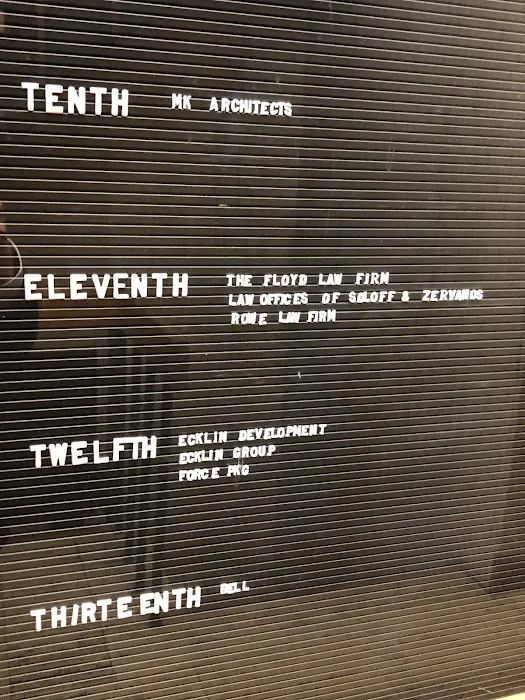 TENTH MK ARCHITECTS
ELEVENTH THE FLOYD LAW FIRM
LAW OFFICES OF SOLOFF & ZERVANOS
ROWE LAW FIRM
TWELFTH ECKLIN DEVELOPMENT
ECKLIN GROUP
FORCE PKG
THIRTEENTH BELL